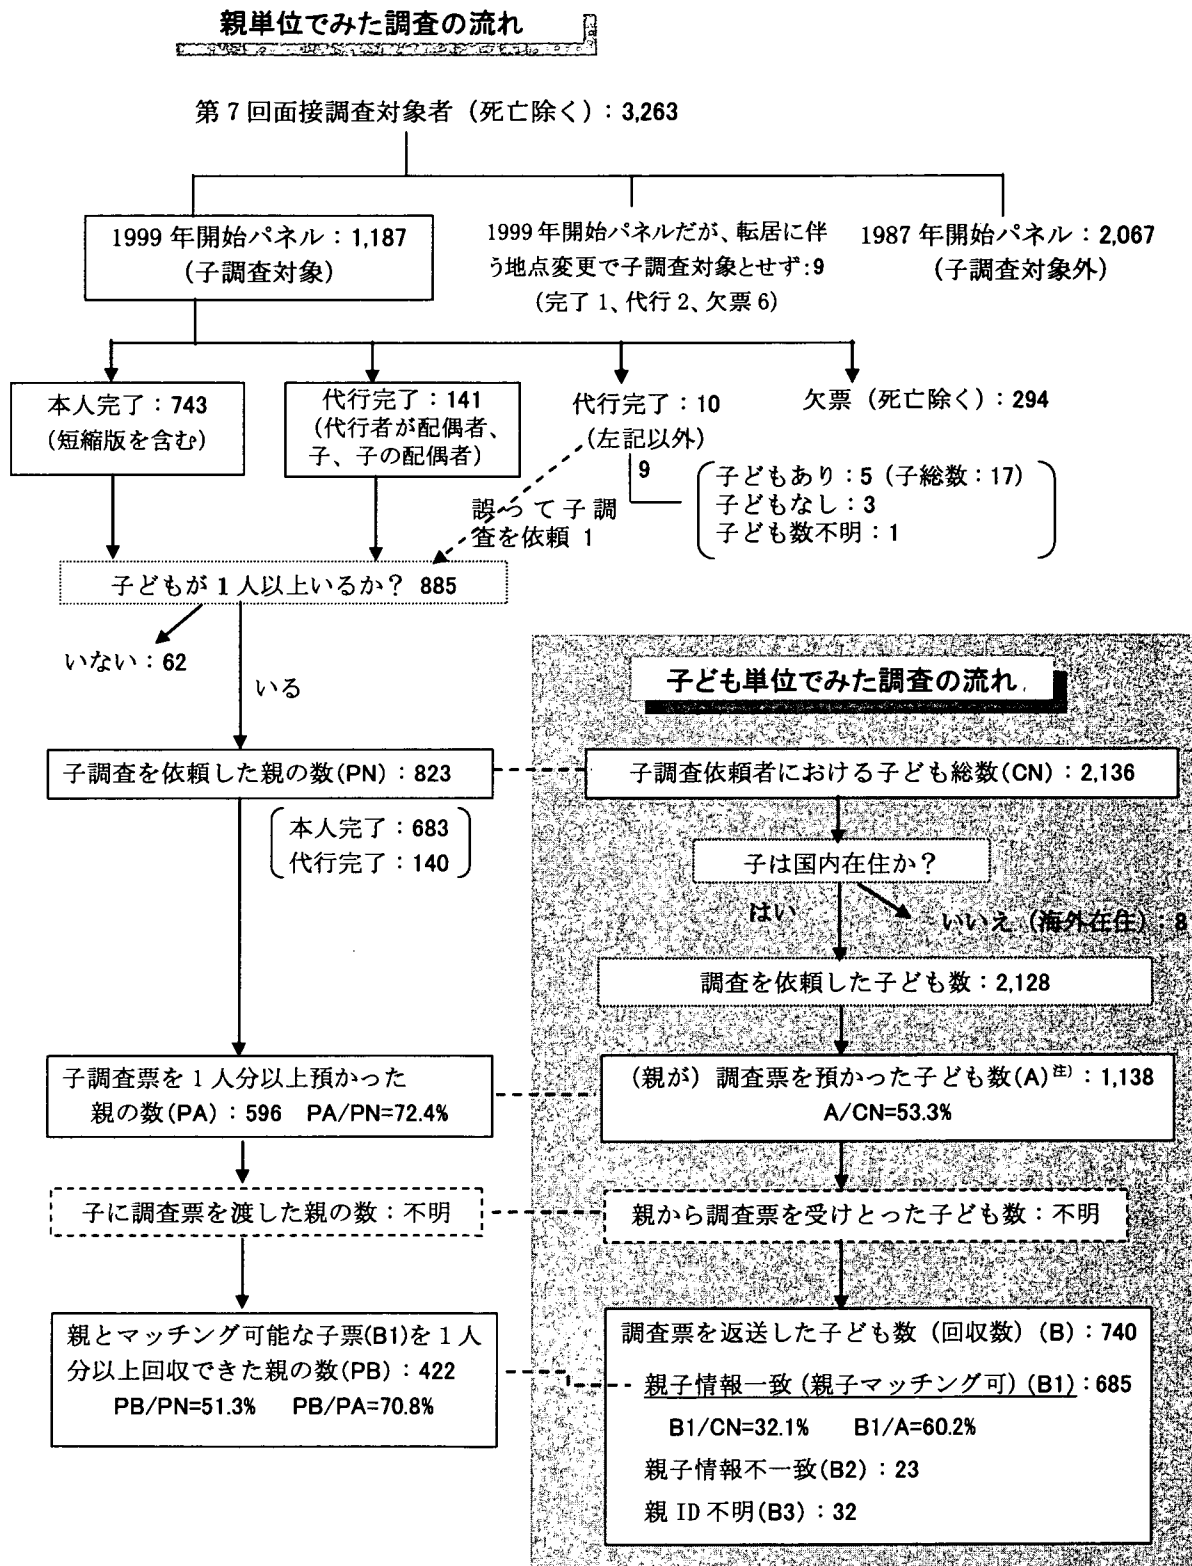 親単位でみた調査の流れ
第 7 回面接調査対象者（死亡除く）：3,263
1999 年開始パネル：1,187
（子調査対象）
1999 年開始パネルだが、転居に伴
う地点変更で子調査対象とせず：9
（完了 1、代行 2、欠票 6）
1987 年開始パネル：2,067
（子調査対象外）
本人完了：743
（短縮版を含む）
代行完了：141
（代行者が配偶者、
子、子の配偶者）
代行完了：10
（左記以外）
欠票（死亡除く）：294
9
子どもあり：5（子総数：17）
子どもなし：3
子ども数不明：1
誤って子調
査を依頼 1
子どもが 1 人以上いるか？ 885
いない：62
いる
子調査を依頼した親の数(PN)：823
本人完了：683
代行完了：140
子調査票を 1 人分以上預かった
親の数(PA)：596 PA/PN=72.4%
子に調査票を渡した親の数：不明
親とマッチング可能な子票(B1)を 1 人
分以上回収できた親の数(PB)：422
PB/PN=51.3% PB/PA=70.8%
子ども単位でみた調査の流れ
子調査依頼者における子ども総数(CN)：2,136
子は国内在住か？
はい
いいえ（海外在住）：8
調査を依頼した子ども数：2,128
（親が）調査票を預かった子ども数(A)注)：1,138
A/CN=53.3%
親から調査票を受けとった子ども数：不明
調査票を返送した子ども数（回収数）(B)：740
親子情報一致（親子マッチング可）(B1)：685
B1/CN=32.1% B1/A=60.2%
親子情報不一致(B2)：23
親 ID 不明(B3)：32